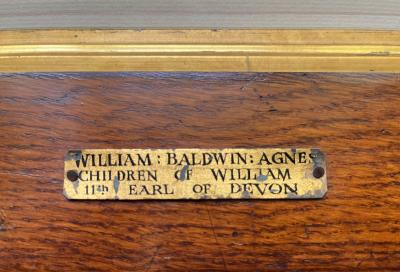 WILLIAM : BALDWIN : AGNES
CHILDREN OF WILLIAM
11th EARL OF DEVON